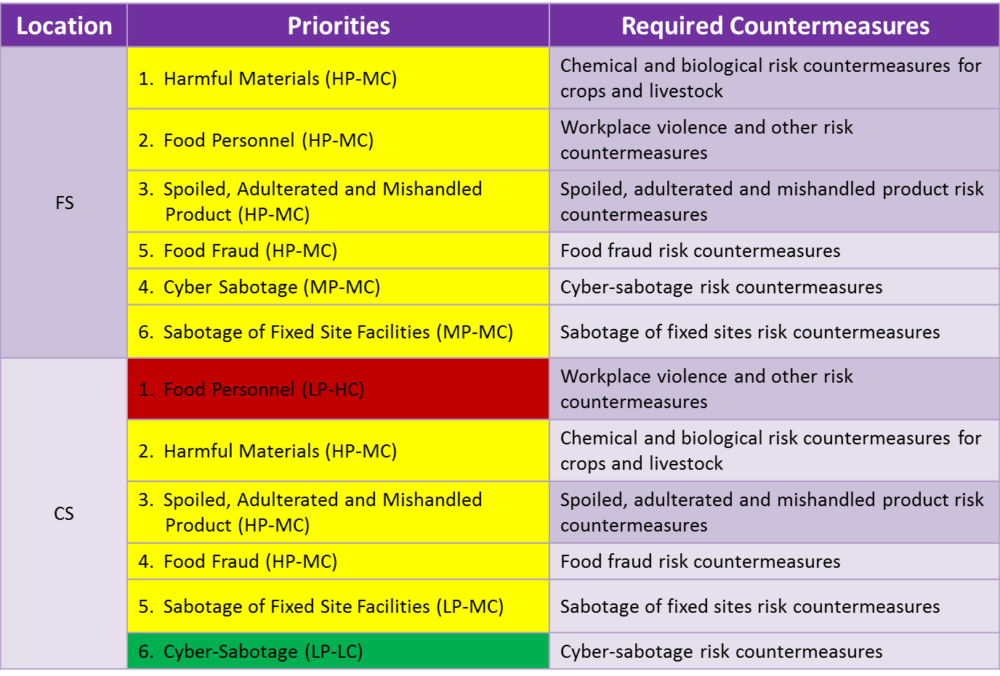 Location Priorities Required Countermeasures
FS
1. Harmful Materials (HP-MC)
Chemical and biological risk countermeasures for
crops and livestock
2. Food Personnel (HP-MC)
Workplace violence and other risk
countermeasures
3. Spoiled, Adulterated and Mishandled
Product (HP-MC)
Spoiled, adulterated and mishandled product risk
countermeasures
5. Food Fraud (HP-MC)
Food fraud risk countermeasures
4. Cyber Sabotage (MP-MC)
Cyber-sabotage risk countermeasures
6. Sabotage of Fixed Site Facilities (MP-MC)
Sabotage of fixed sites risk countermeasures
CS
1. Food Personnel (LP-HC)
Workplace violence and other risk
countermeasures
2. Harmful Materials (HP-MC)
Chemical and biological risk countermeasures for
crops and livestock
3. Spoiled, Adulterated and Mishandled
Product (HP-MC)
Spoiled, adulterated and mishandled product risk
countermeasures
4. Food Fraud (HP-MC)
Food fraud risk countermeasures
5. Sabotage of Fixed Site Facilities (LP-MC)
Sabotage of fixed sites risk countermeasures
6. Cyber-Sabotage (LP-LC)
Cyber-sabotage risk countermeasures